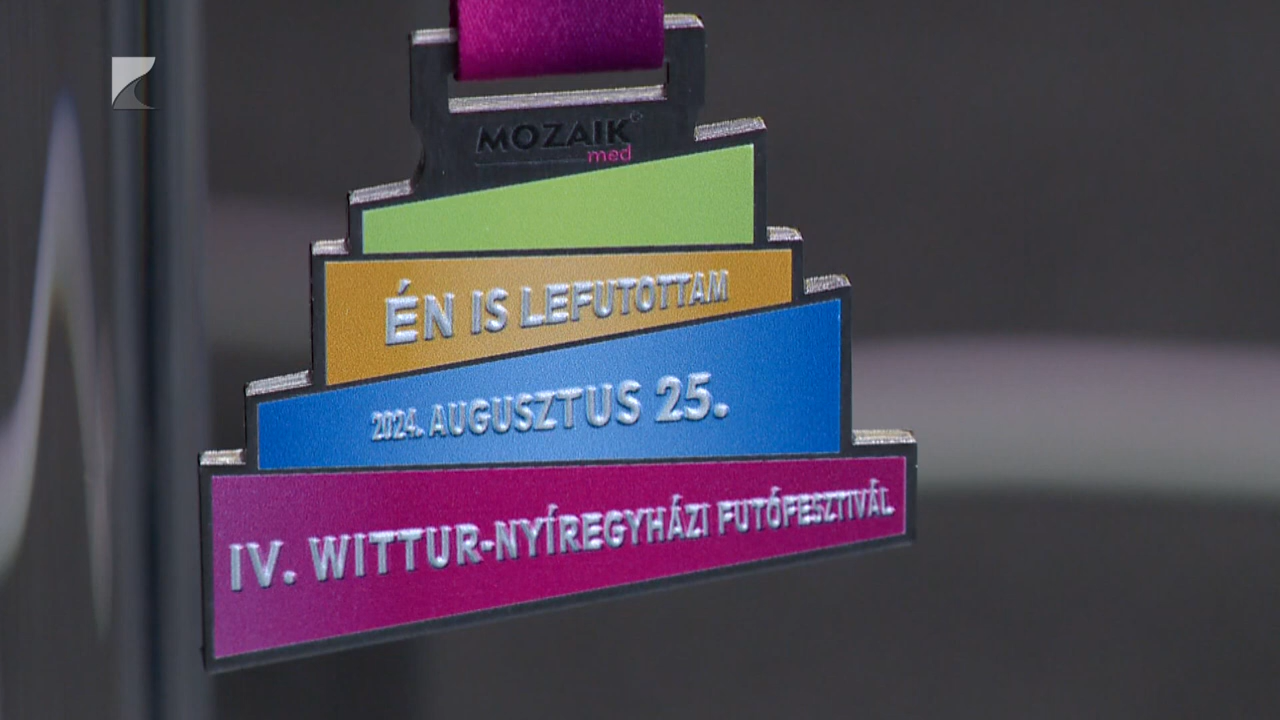 MOZAIK
med
ÉN IS LEFUTOTTAM
2024. AUGUSZTUS 25.
IV. WITTUR-NYÍREGYHÁZI FUTÓFESZTIVÁL